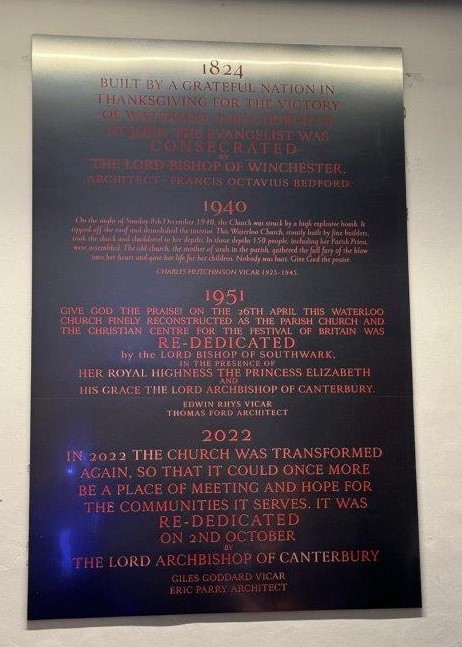 1824
BUILT BY A GRATEFUL NATION IN
THANKSGIVING FOR THE VICTORY
OF WATERLOO, THIS CHURCH OF
ST JOHN THE EVANGELIST WAS
CONSECRATED
BY
THE LORD BISHOP OF WINCHESTER.
ARCHITECT · FRANCIS OCTAVIUS BEDFORD
1940
On the night of Sunday 8th December 1940, the Church was struck by a high explosive bomb. It
ripped off the roof and demolished the interior. This Waterloo Church, stoutly built by fine builders,
took the shock and shuddered to her depths. In those depths 150 people, including her Parish Priest,
were assembled. The old church, the mother of souls in the parish, gathered the full fury of the blow
into her heart and gave her life for her children. Nobody was hurt. Give God the praise.
CHARLES HUTCHINSON VICAR 1925-1945
1951
GIVE GOD THE PRAISE! ON THE 26TH APRIL THIS WATERLOO
CHURCH FINELY RECONSTRUCTED AS THE PARISH CHURCH AND
THE CHRISTIAN CENTRE FOR THE FESTIVAL OF BRITAIN WAS
RE-DEDICATED
by the LORD BISHOP OF SOUTHWARK,
IN THE PRESENCE OF
HER ROYAL HIGHNESS THE PRINCESS ELIZABETH
AND
HIS GRACE THE LORD ARCHBISHOP OF CANTERBURY.
EDWIN RHYS VICAR
THOMAS FORD ARCHITECT
2022
IN 2022 THE CHURCH WAS TRANSFORMED
AGAIN, SO THAT IT COULD ONCE MORE
BE A PLACE OF MEETING AND HOPE FOR
THE COMMUNITIES IT SERVES. IT WAS
RE-DEDICATED
ON 2ND OCTOBER
BY
THE LORD ARCHBISHOP OF CANTERBURY
GILES GODDARD VICAR
ERIC PARRY ARCHITECT